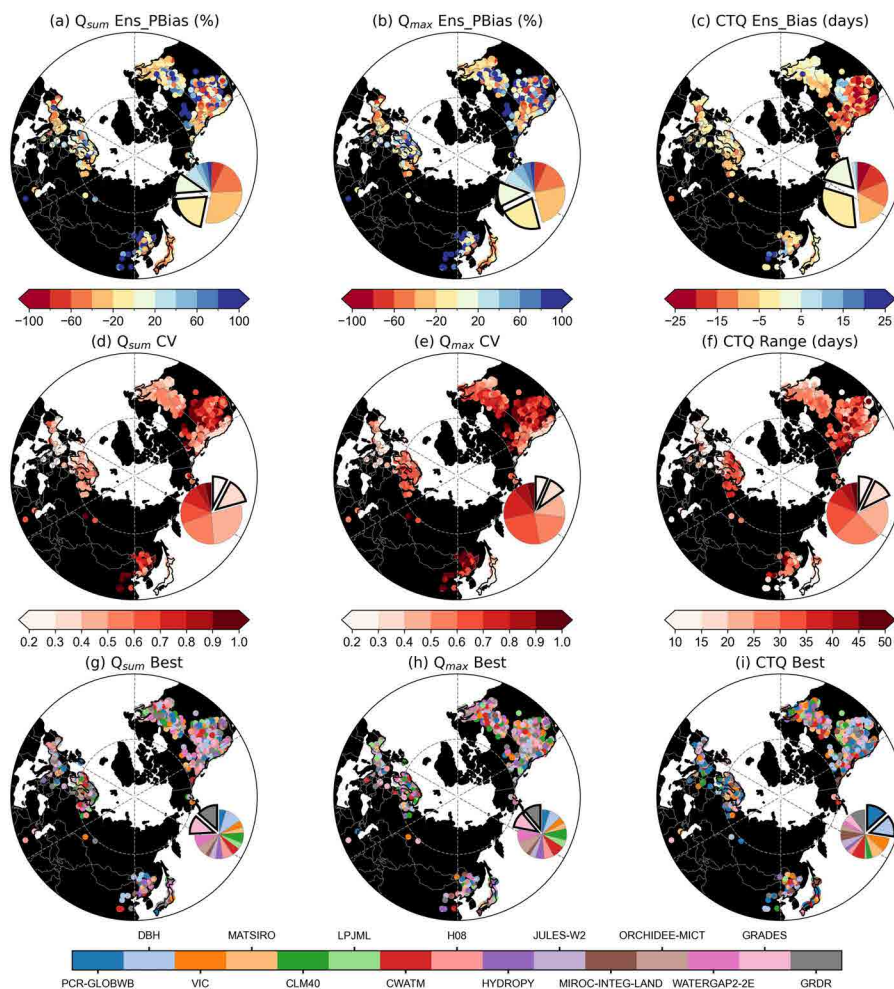 (a) Q_sum Ens_PBias (%)
(b) Q_max Ens_PBias (%)
(c) CTQ Ens_Bias (days)
−100 −60 −20 20 60 100
−100 −60 −20 20 60 100
−25 −15 −5 5 15 25
(d) Q_sum CV
(e) Q_max CV
(f) CTQ Range (days)
0.2 0.3 0.4 0.5 0.6 0.7 0.8 0.9 1.0
0.2 0.3 0.4 0.5 0.6 0.7 0.8 0.9 1.0
10 15 20 25 30 35 40 45 50
(g) Q_sum Best
(h) Q_max Best
(i) CTQ Best
DBH MATSIRO LPJML H08 JULES-W2 ORCHIDEE-MICT GRADES
PCR-GLOBWB VIC CLM40 CWATM HYDROPY MIROC-INTEG-LAND WATERGAP2-2E GRDR